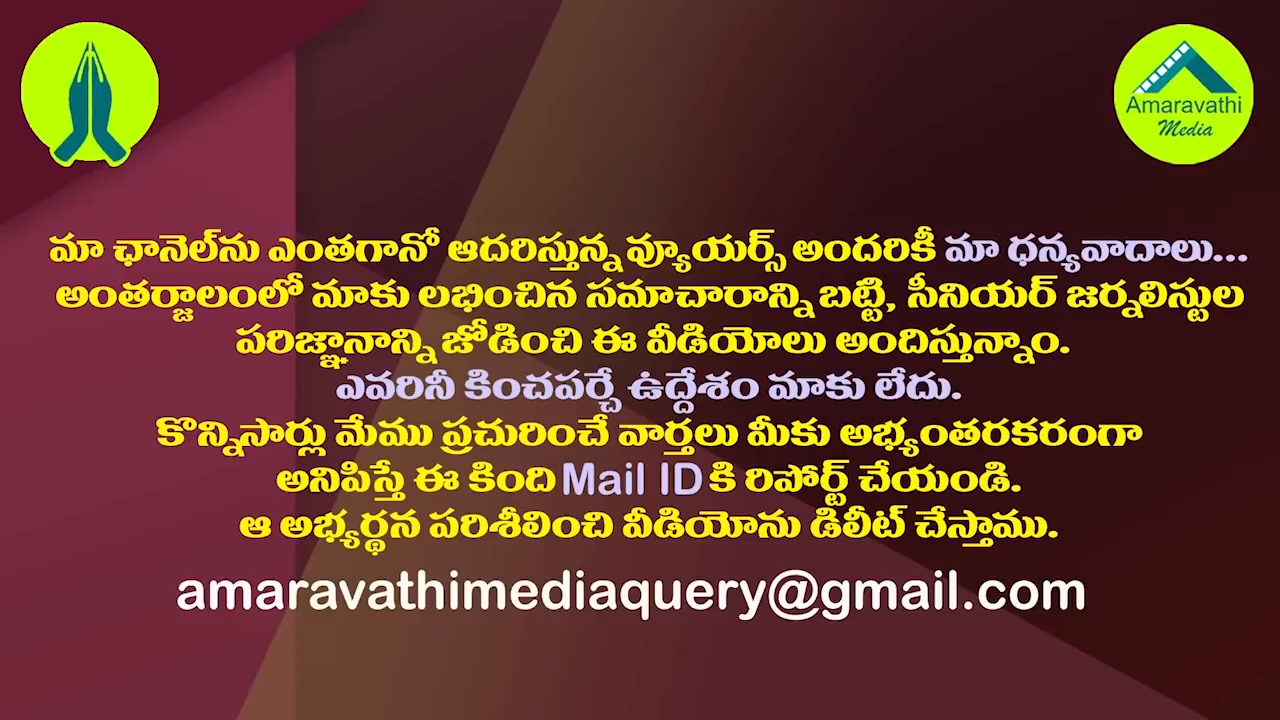 Amaravathi
Media
మా ఛానెల్‌ను ఎంతగానో ఆదరిస్తున్న వ్యూయర్స్ అందరికీ మా ధన్యవాదాలు...
అంతర్జాలంలో మాకు లభించిన సమాచారాన్ని బట్టి, సీనియర్ జర్నలిస్టుల
పరిజ్ఞానాన్ని జోడించి ఈ వీడియోలు అందిస్తున్నాం.
ఎవరినీ కించపర్చే ఉద్దేశం మాకు లేదు.
కొన్నిసార్లు మేము ప్రచురించే వార్తలు మీకు అభ్యంతరకరంగా
అనిపిస్తే ఈ కింది Mail ID కి రిపోర్ట్ చేయండి.
ఆ అభ్యర్థన పరిశీలించి వీడియోను డిలీట్ చేస్తాము.
amaravathimediaquery@gmail.com